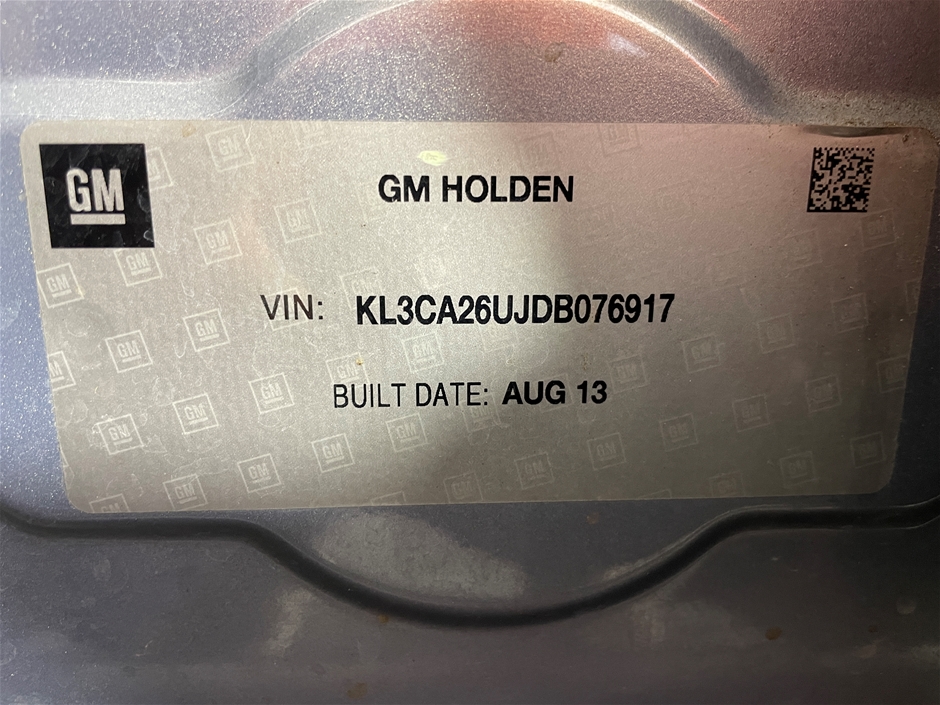 GM
GM HOLDEN
VIN: KL3CA26UJDB076917
BUILT DATE: AUG 13